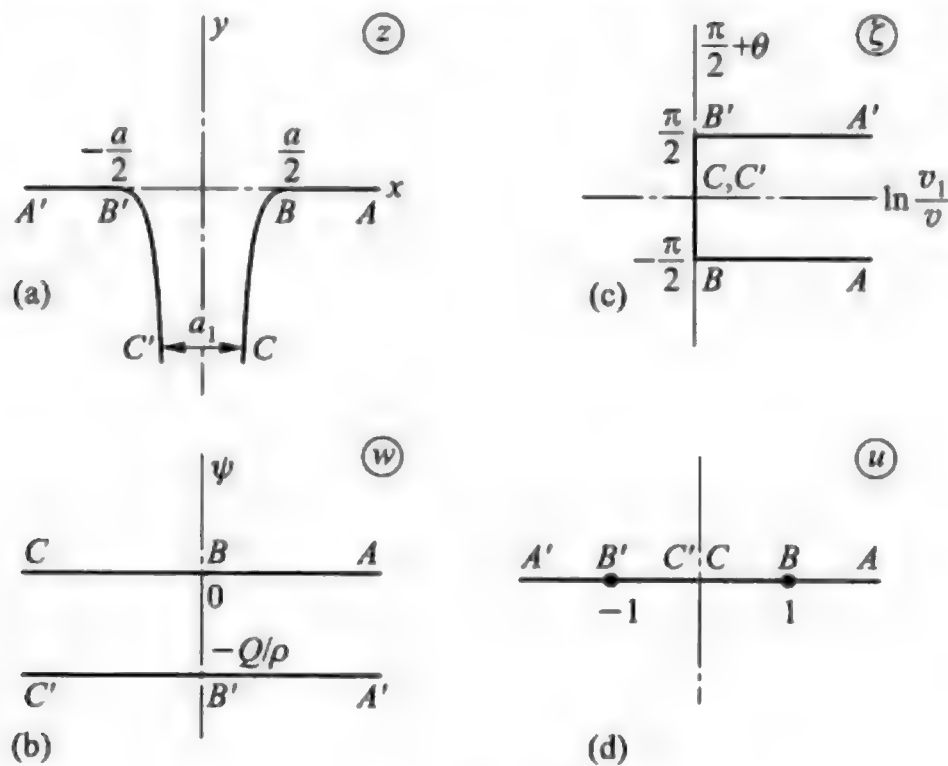 y
z
−a/2
a/2
A'
B'
B
A
x
(a)
a₁
C'
C
π/2 + θ
ξ
π/2
B'
A'
C, C'
ln v₁/v
−π/2
B
A
(c)
ψ
w
C
B
A
0
−Q/ρ
C'
B'
A'
(b)
u
A'
B'
C'
C
B
A
−1
1
(d)